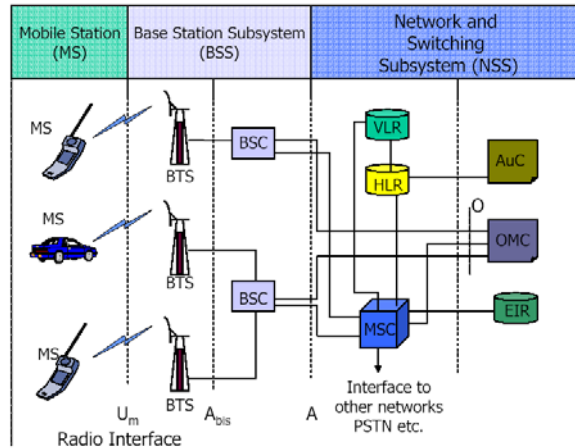 Mobile Station
(MS)
Base Station Subsystem
(BSS)
Network and
Switching
Subsystem (NSS)
MS
BTS
BSC
VLR
HLR
AuC
MS
BTS
BSC
O
OMC
MS
BTS
MSC
EIR
Interface to
other networks
PSTN etc.
Um
Abis
A
Radio Interface